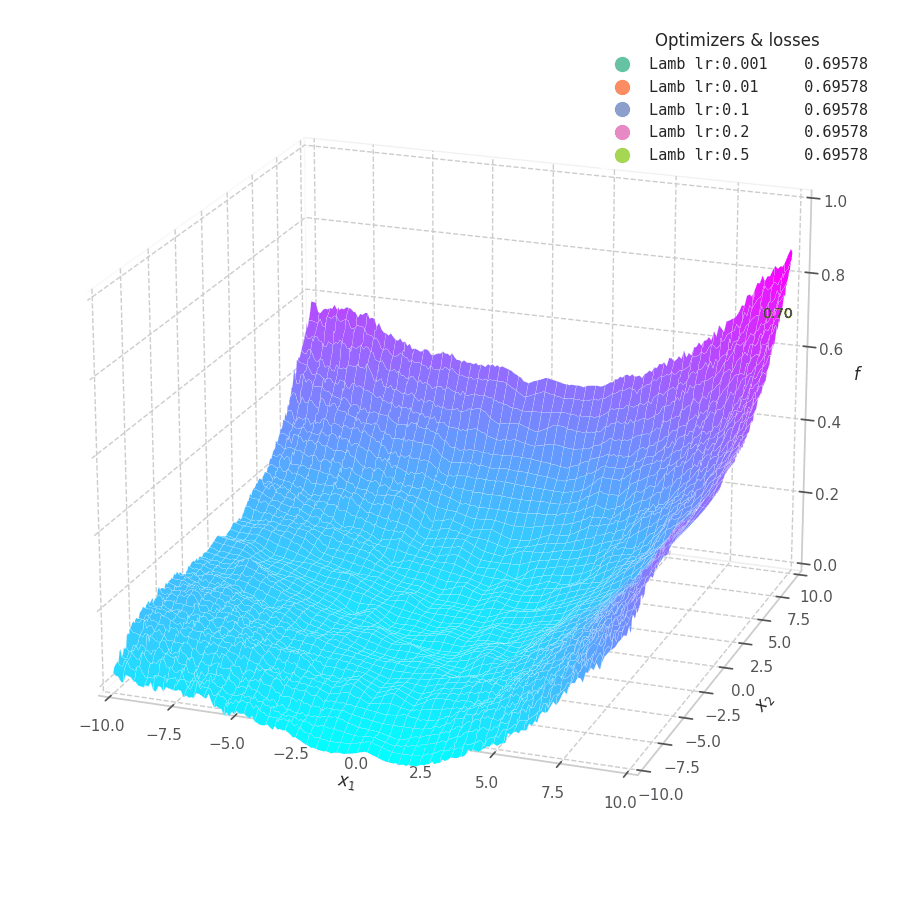 Optimizers & losses
Lamb lr:0.001 0.69578
Lamb lr:0.01 0.69578
Lamb lr:0.1 0.69578
Lamb lr:0.2 0.69578
Lamb lr:0.5 0.69578
1.0
0.8
0.70
0.6
f
0.4
0.2
0.0
10.0
7.5
5.0
2.5
0.0
−2.5
−5.0
−7.5
−10.0
x₂
−10.0
−7.5
−5.0
−2.5
0.0
2.5
5.0
7.5
10.0
x₁